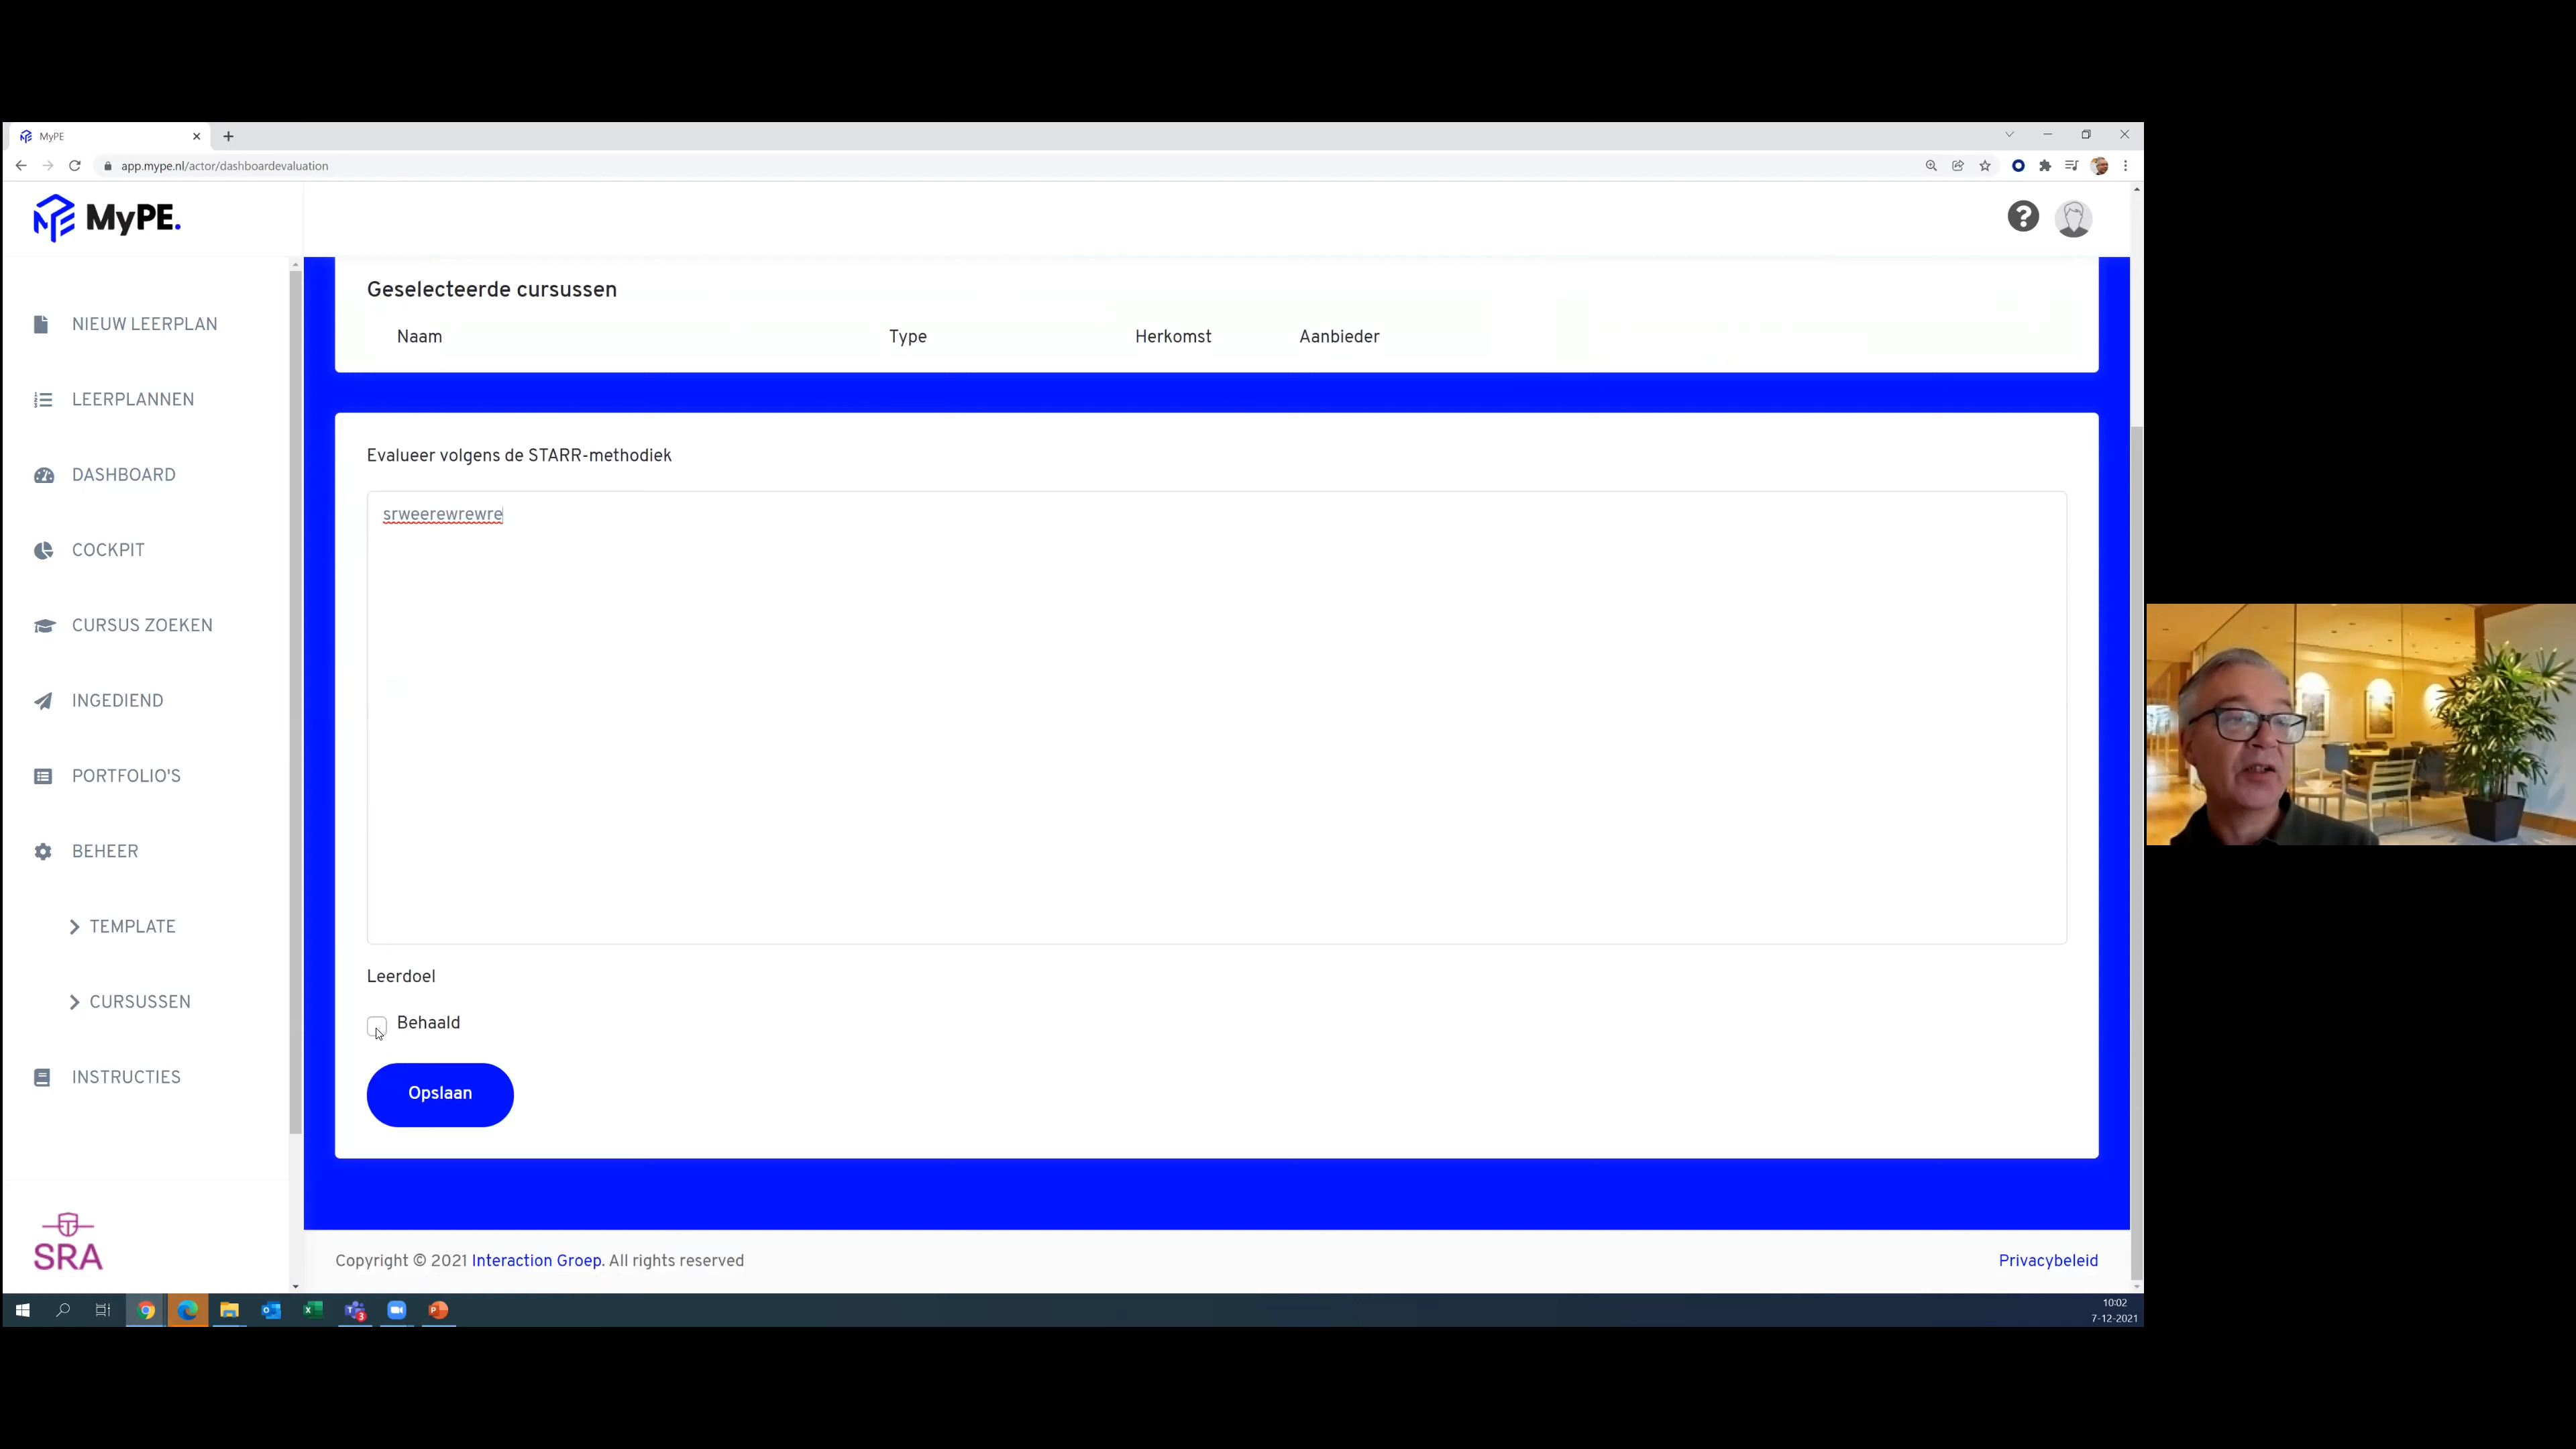 MyPE
app.mype.nl/actor/dashboardevaluation
MyPE.
NIEUW LEERPLAN
LEERPLANNEN
DASHBOARD
COCKPIT
CURSUS ZOEKEN
INGEDIEND
PORTFOLIO'S
BEHEER
TEMPLATE
CURSUSSEN
INSTRUCTIES
SRA
Geselecteerde cursussen
Naam Type Herkomst Aanbieder
Evalueer volgens de STARR-methodiek
srweerewrewre
Leerdoel
Behaald
Opslaan
Copyright © 2021 Interaction Groep. All rights reserved Privacybeleid
3
10:02
7-12-2021